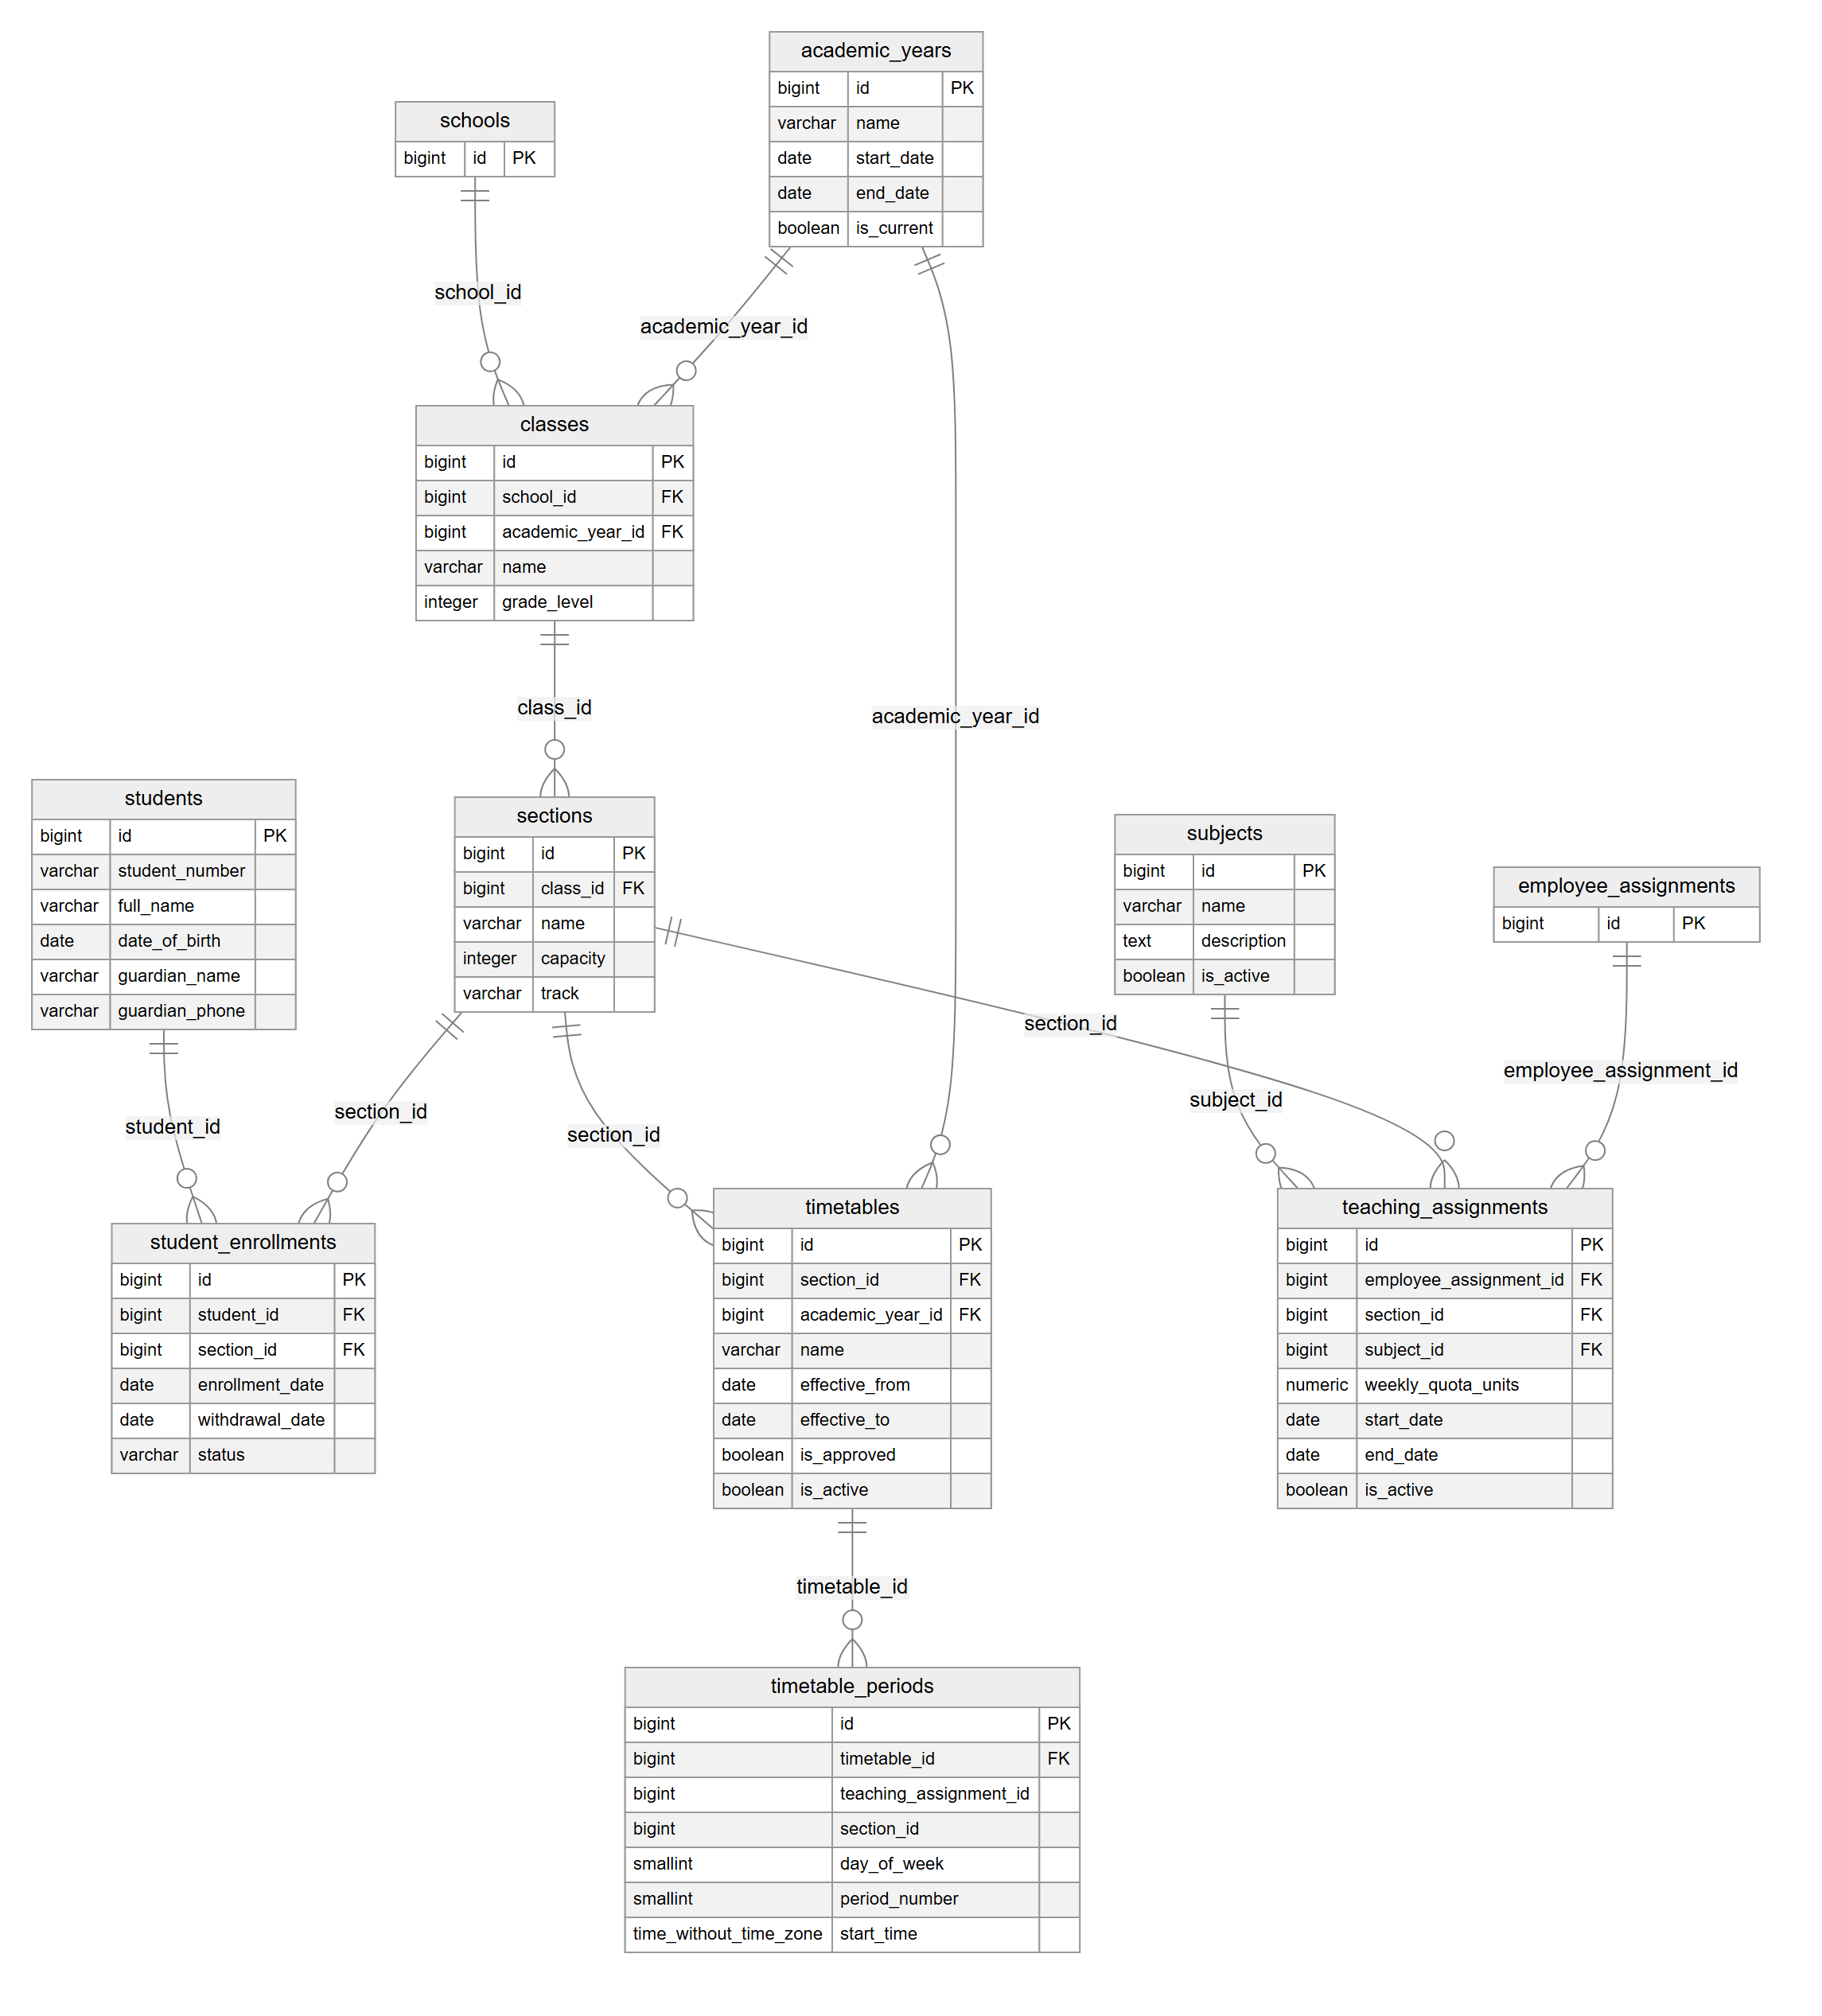 academic_years
bigint id PK
varchar name
date start_date
date end_date
boolean is_current
schools
bigint id PK
school_id
academic_year_id
classes
bigint id PK
bigint school_id FK
bigint academic_year_id FK
varchar name
integer grade_level
class_id
academic_year_id
students
bigint id PK
varchar student_number
varchar full_name
date date_of_birth
varchar guardian_name
varchar guardian_phone
sections
bigint id PK
bigint class_id FK
varchar name
integer capacity
varchar track
subjects
bigint id PK
varchar name
text description
boolean is_active
employee_assignments
bigint id PK
section_id
employee_assignment_id
subject_id
section_id
student_id
section_id
student_enrollments
bigint id PK
bigint student_id FK
bigint section_id FK
date enrollment_date
date withdrawal_date
varchar status
timetables
bigint id PK
bigint section_id FK
bigint academic_year_id FK
varchar name
date effective_from
date effective_to
boolean is_approved
boolean is_active
teaching_assignments
bigint id PK
bigint employee_assignment_id FK
bigint section_id FK
bigint subject_id FK
numeric weekly_quota_units
date start_date
date end_date
boolean is_active
timetable_id
timetable_periods
bigint id PK
bigint timetable_id FK
bigint teaching_assignment_id
bigint section_id
smallint day_of_week
smallint period_number
time_without_time_zone start_time